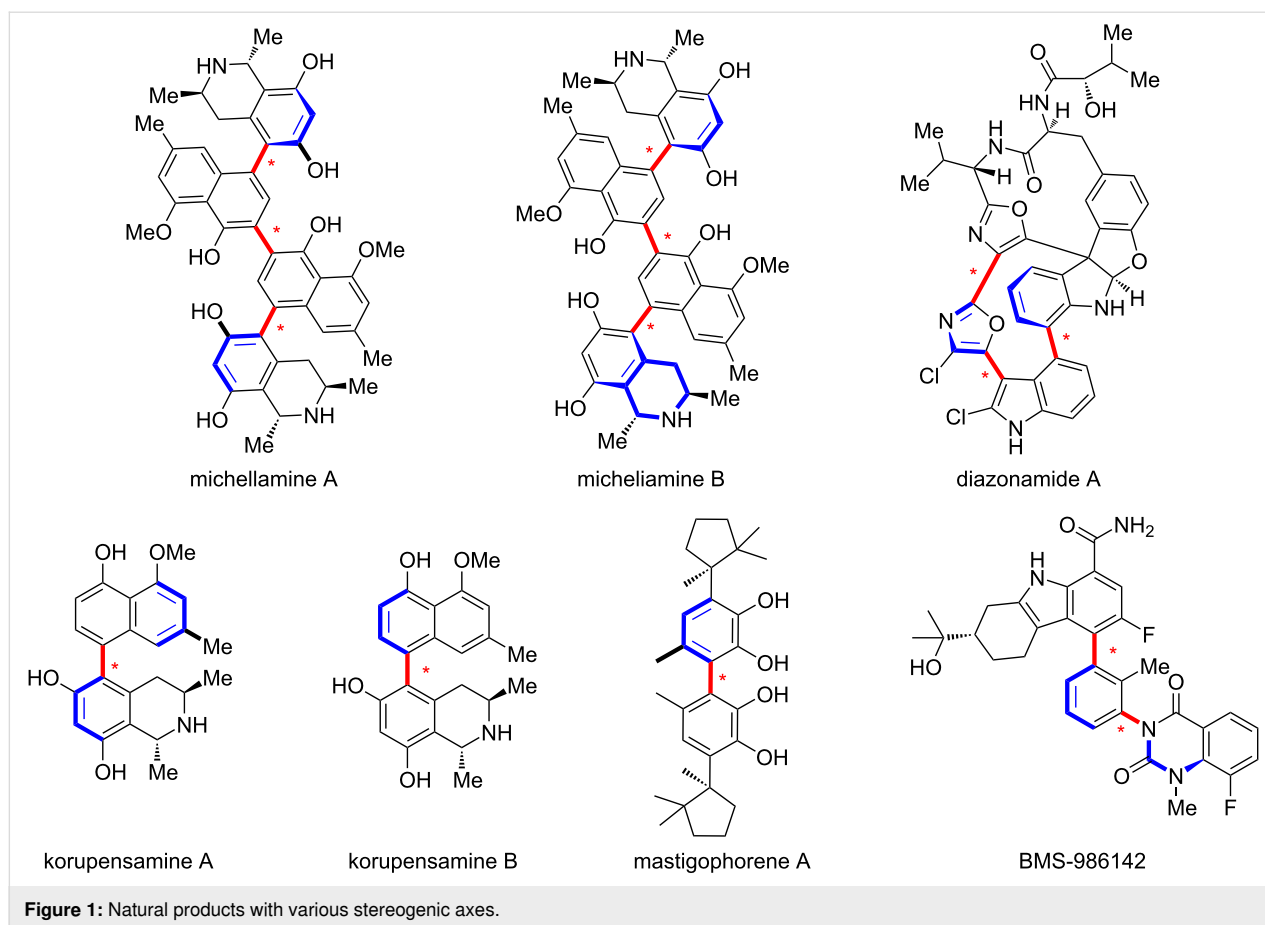 Me
HN
OH
Me
Me
*
OH
MeO
HO
*
OH
OMe
HO
*
Me
Me
NH
HO
Me
michellamine A
Me
HN
OH
Me
Me
*
OH
MeO
HO
*
OH
OMe
HO
*
Me
Me
NH
HO
Me
micheliamine B
Me
O
Me
HN
H
OH
Me
H
N
O
Me
H
O
N
O
*
H
NH
N
O
*
Cl
*
Cl
N
H
diazonamide A
OH
OMe
Me
*
HO
Me
NH
OH
Me
korupensamine A
OH
OMe
Me
*
HO
Me
NH
OH
Me
korupensamine B
OH
OH
*
OH
OH
mastigophorene A
O
NH2
H
N
F
*
HO
Me
O
*
N
O
N
Me
F
BMS-986142
Figure 1: Natural products with various stereogenic axes.